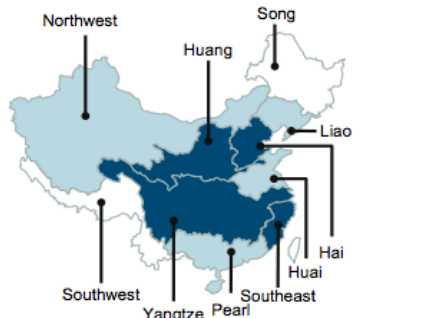 Song
Northwest
Huang
Liao
Hai
Huai
Southwest
Southeast
Yangtze
Pearl